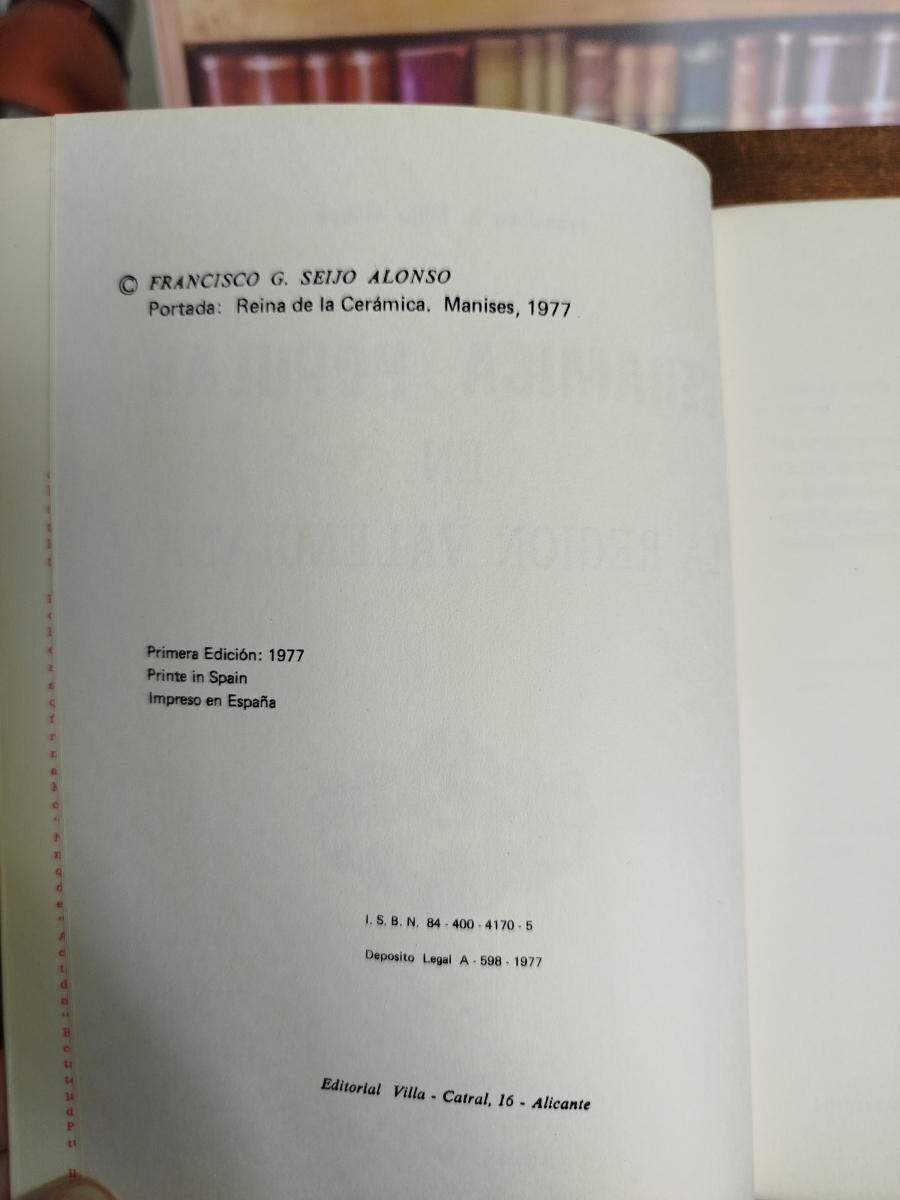 © FRANCISCO G. SEIJO ALONSO
Portada: Reina de la Cerámica. Manises, 1977
Primera Edición: 1977
Printe in Spain
Impreso en España
I. S. B. N. 84 - 400 - 4170 - 5
Deposito Legal A - 598 - 1977
Editorial Villa - Catral, 16 - Alicante